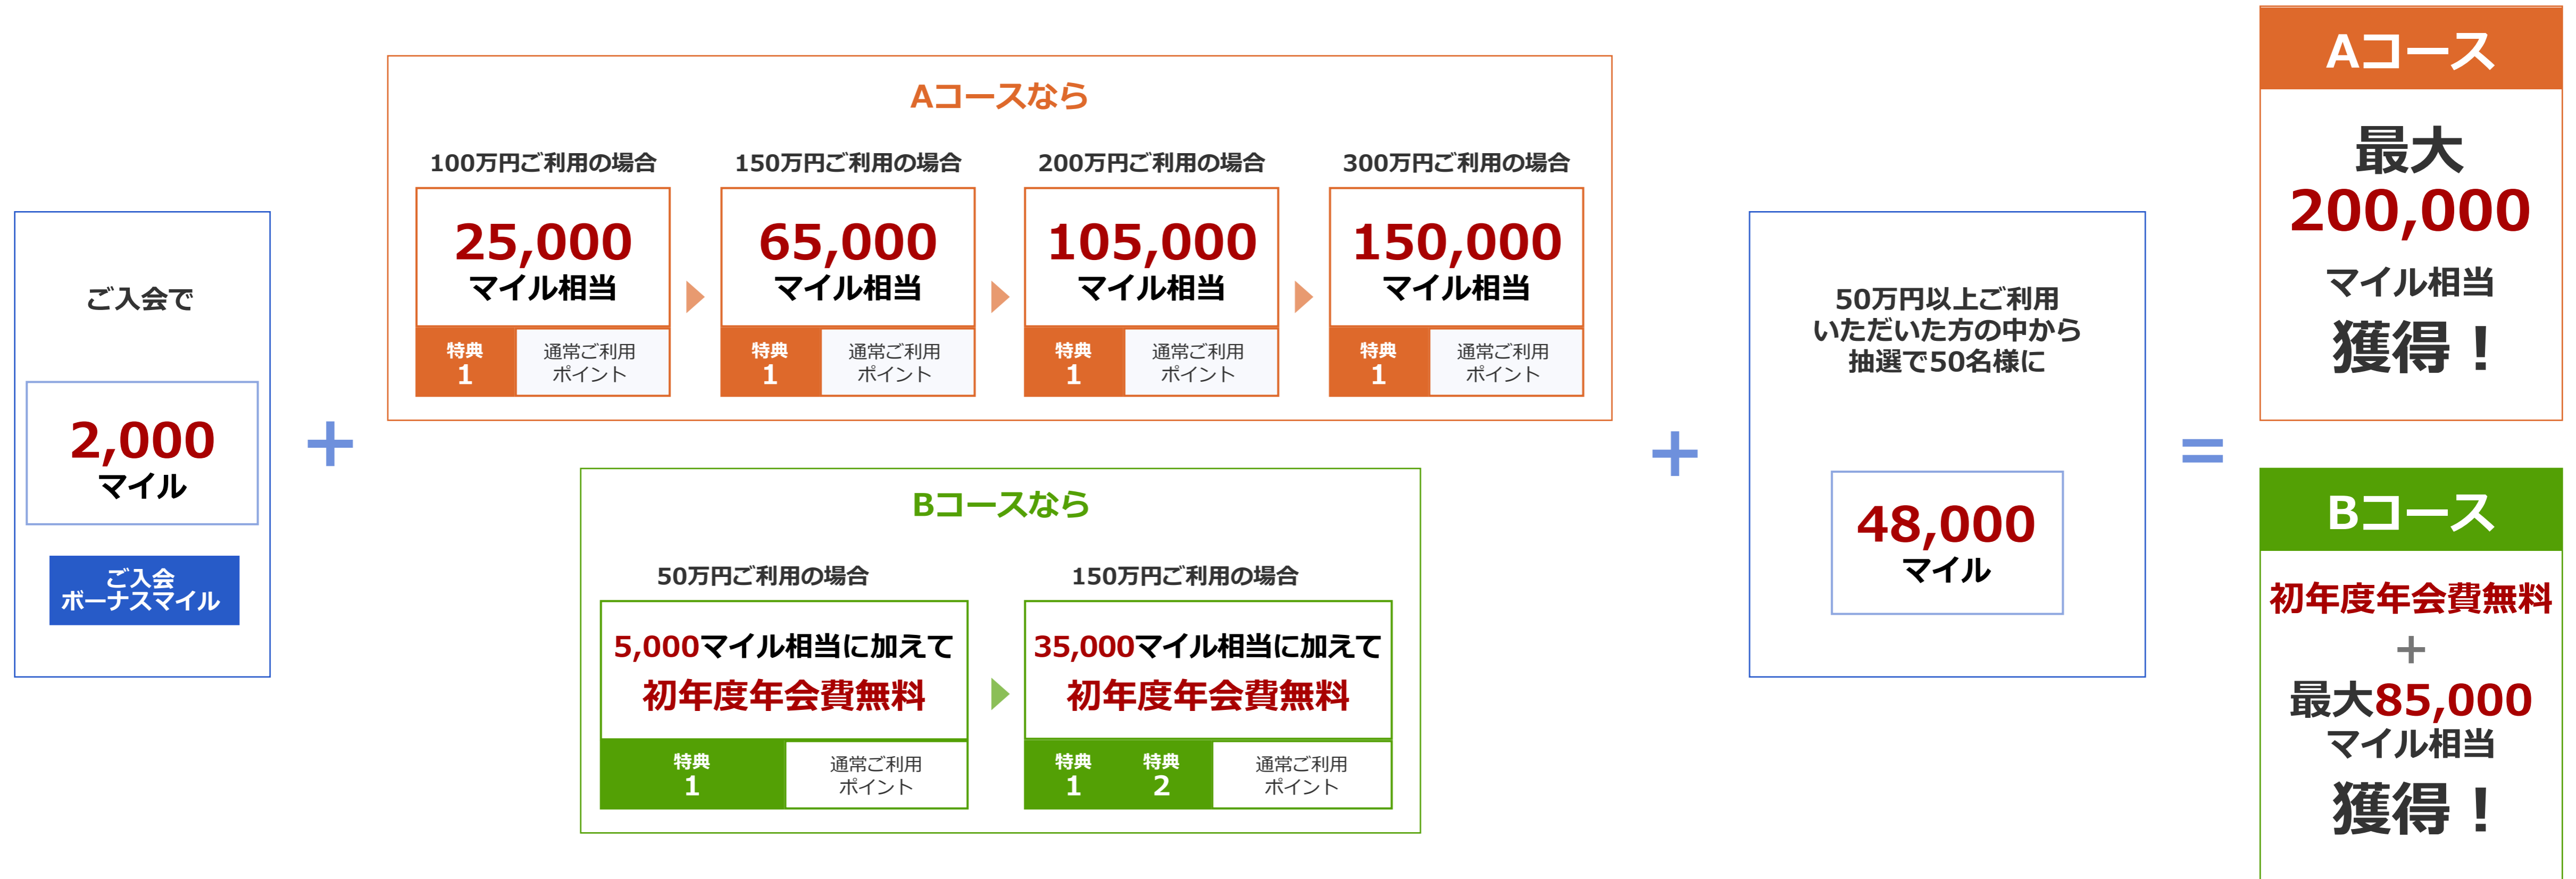 ご入会で
2,000
マイル
ご入会
ボーナスマイル
+
Aコースなら
100万円ご利用の場合
25,000
マイル相当
特典
1
通常ご利用
ポイント
150万円ご利用の場合
65,000
マイル相当
特典
1
通常ご利用
ポイント
200万円ご利用の場合
105,000
マイル相当
特典
1
通常ご利用
ポイント
300万円ご利用の場合
150,000
マイル相当
特典
1
通常ご利用
ポイント
Bコースなら
50万円ご利用の場合
5,000マイル相当に加えて
初年度年会費無料
特典
1
通常ご利用
ポイント
150万円ご利用の場合
35,000マイル相当に加えて
初年度年会費無料
特典
1
特典
2
通常ご利用
ポイント
+
50万円以上ご利用
いただいた方の中から
抽選で50名様に
48,000
マイル
=
Aコース
最大
200,000
マイル相当
獲得！
Bコース
初年度年会費無料
+
最大85,000
マイル相当
獲得！